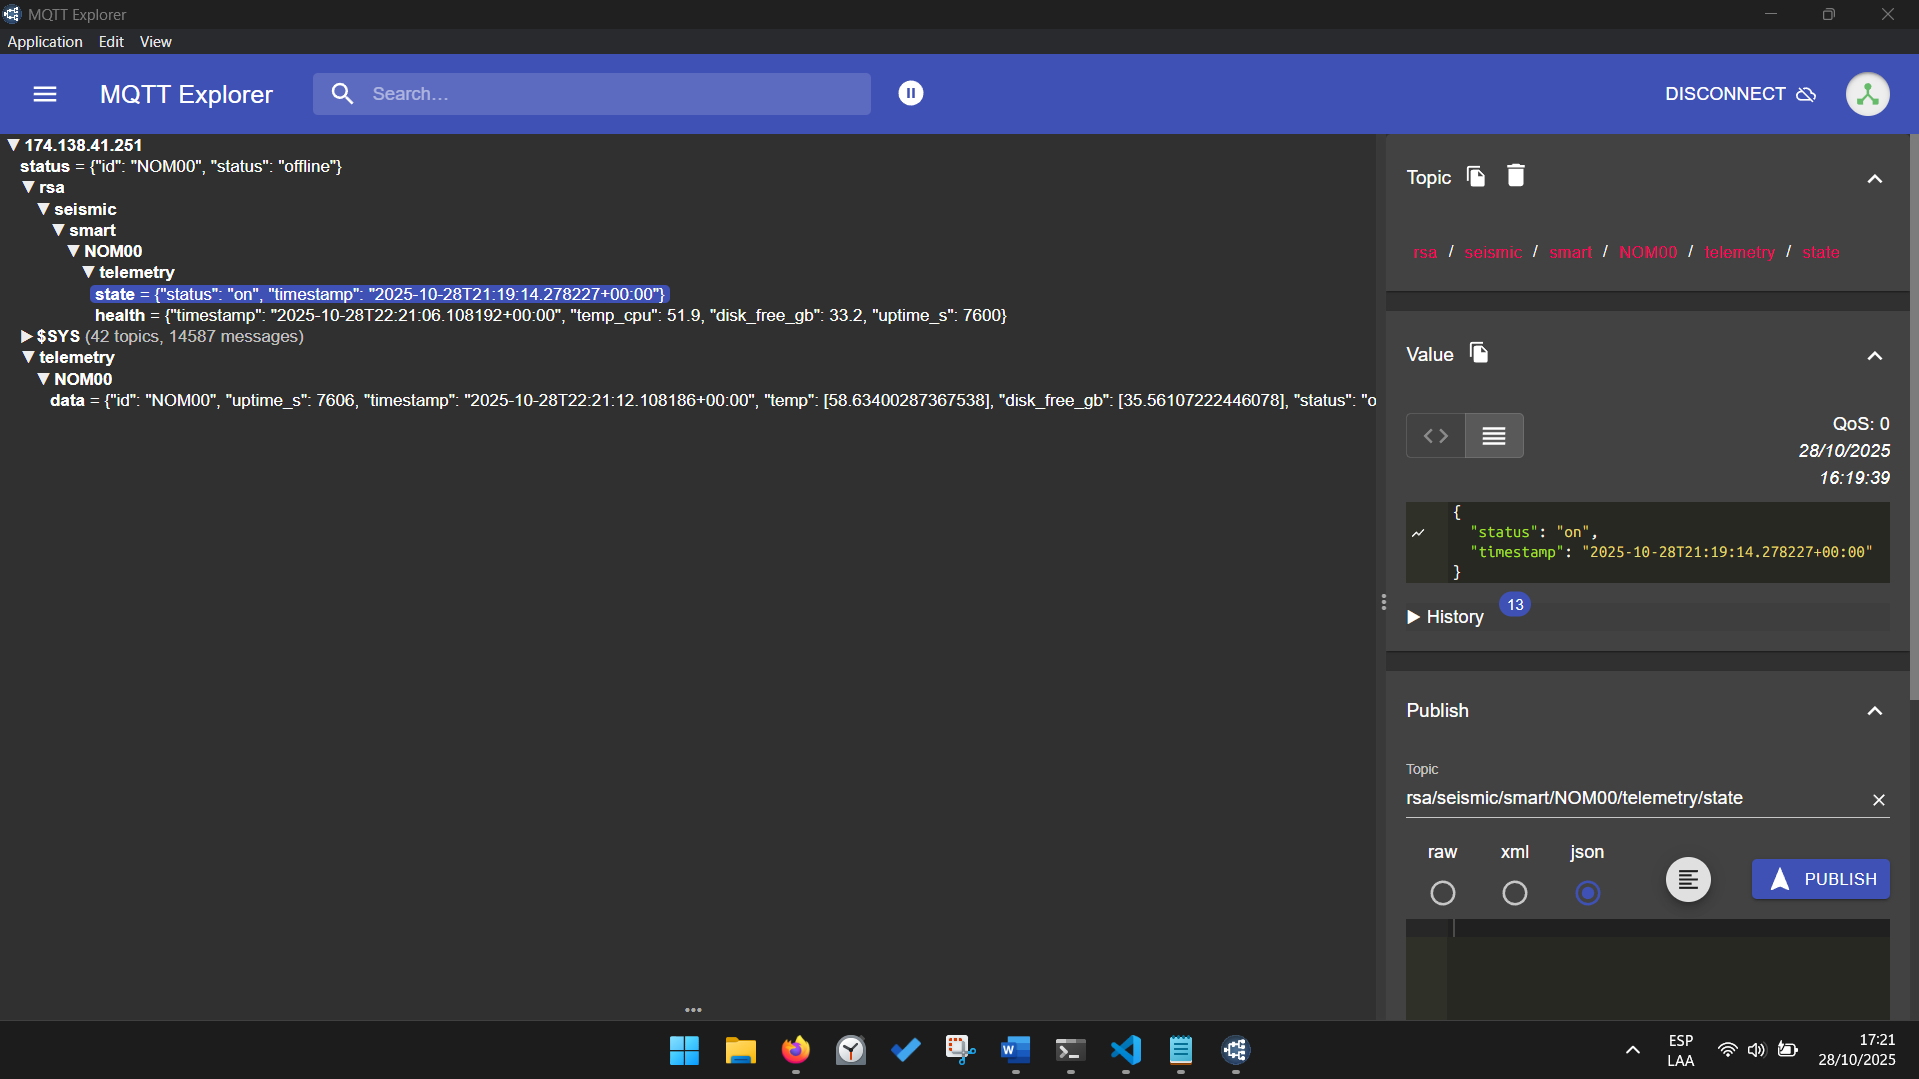 MQTT Explorer
Application Edit View
MQTT Explorer
Search...
DISCONNECT
▼ 174.138.41.251
status = {"id": "NOM00", "status": "offline"}
▼ rsa
▼ seismic
▼ smart
▼ NOM00
▼ telemetry
state = {"status": "on", "timestamp": "2025-10-28T21:19:14.278227+00:00"}
health = {"timestamp": "2025-10-28T22:21:06.108192+00:00", "temp_cpu": 51.9, "disk_free_gb": 33.2, "uptime_s": 7600}
▶ $SYS (42 topics, 14587 messages)
▼ telemetry
▼ NOM00
data = {"id": "NOM00", "uptime_s": 7606, "timestamp": "2025-10-28T22:21:12.108186+00:00", "temp": [58.63400287367538], "disk_free_gb": [35.56107222446078], "status": "o
Topic
rsa / seismic / smart / NOM00 / telemetry / state
Value
QoS: 0
28/10/2025
16:19:39
{
"status": "on",
"timestamp": "2025-10-28T21:19:14.278227+00:00"
}
▶ History 13
Publish
Topic
rsa/seismic/smart/NOM00/telemetry/state
raw xml json
PUBLISH
ESP
LAA
17:21
28/10/2025